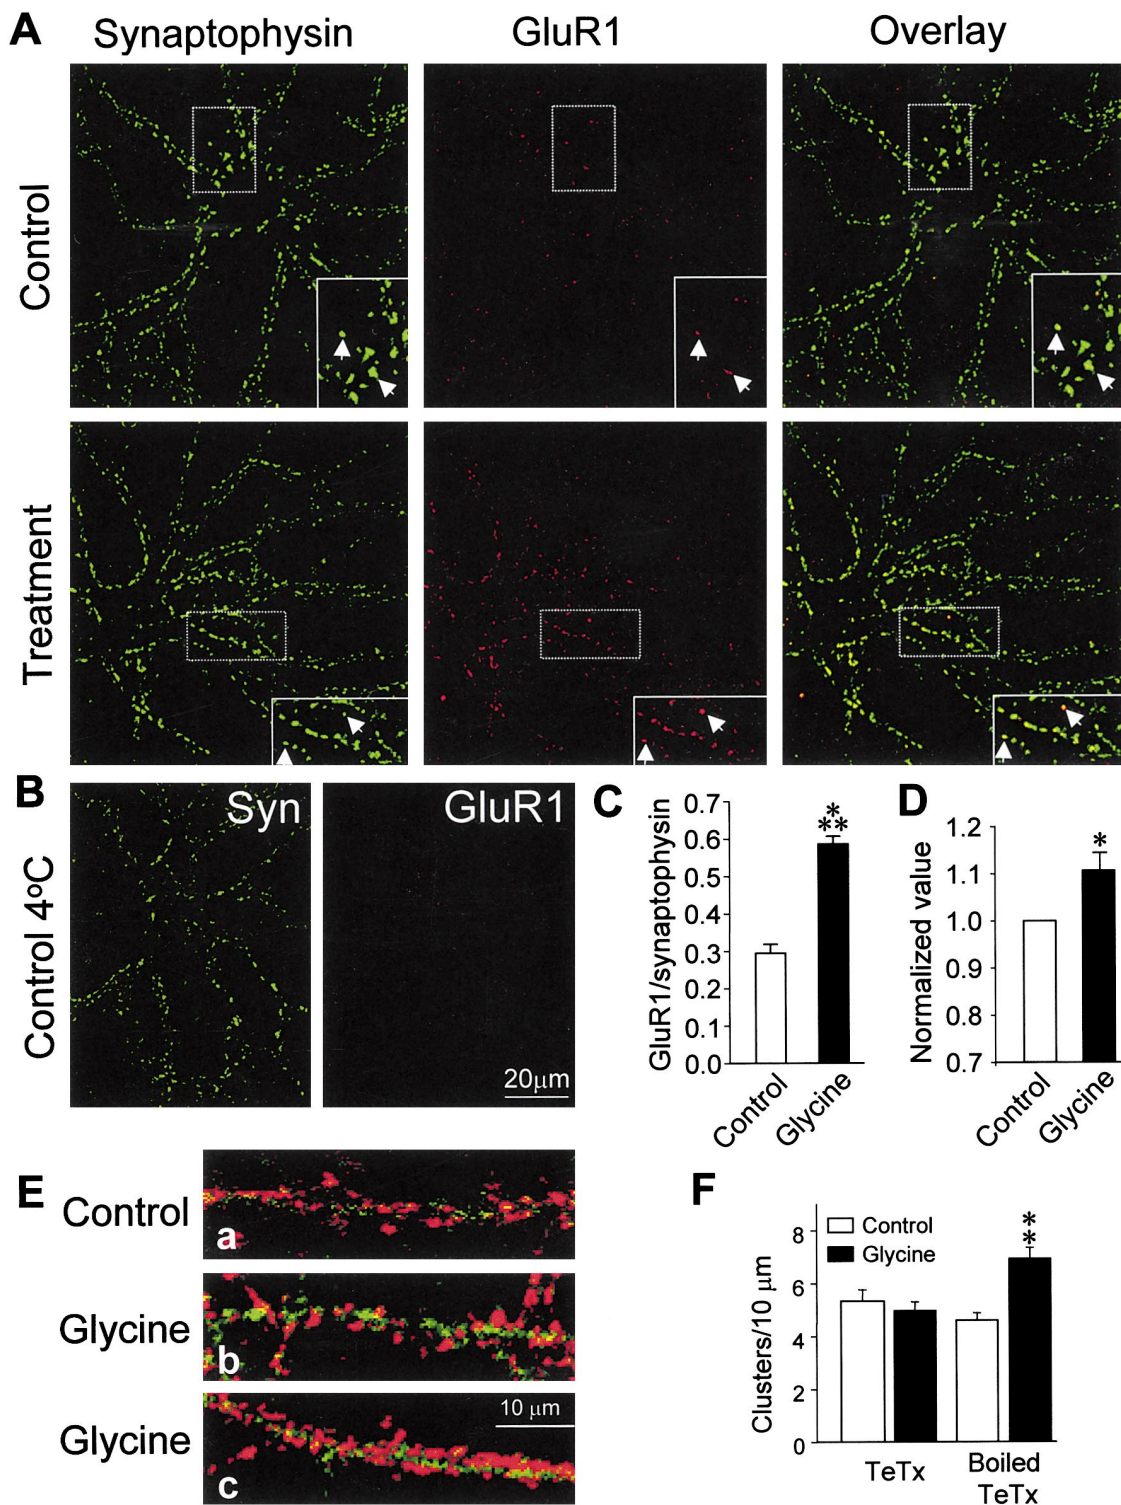 A
Synaptophysin
GluR1
Overlay
Control
Treatment
B
Control 4ºC
Syn
GluR1
20μm
C
GluR1/synaptophysin
0.7
0.6
0.5
0.4
0.3
0.2
0.1
0.0
*
**
Control
Glycine
D
Normalized value
1.2
1.1
1.0
0.9
0.8
0.7
*
Control
Glycine
E
Control
a
Glycine
b
Glycine
c
10 μm
F
Clusters/10 μm
8
6
4
2
0
Control
Glycine
*
*
TeTx
Boiled
TeTx